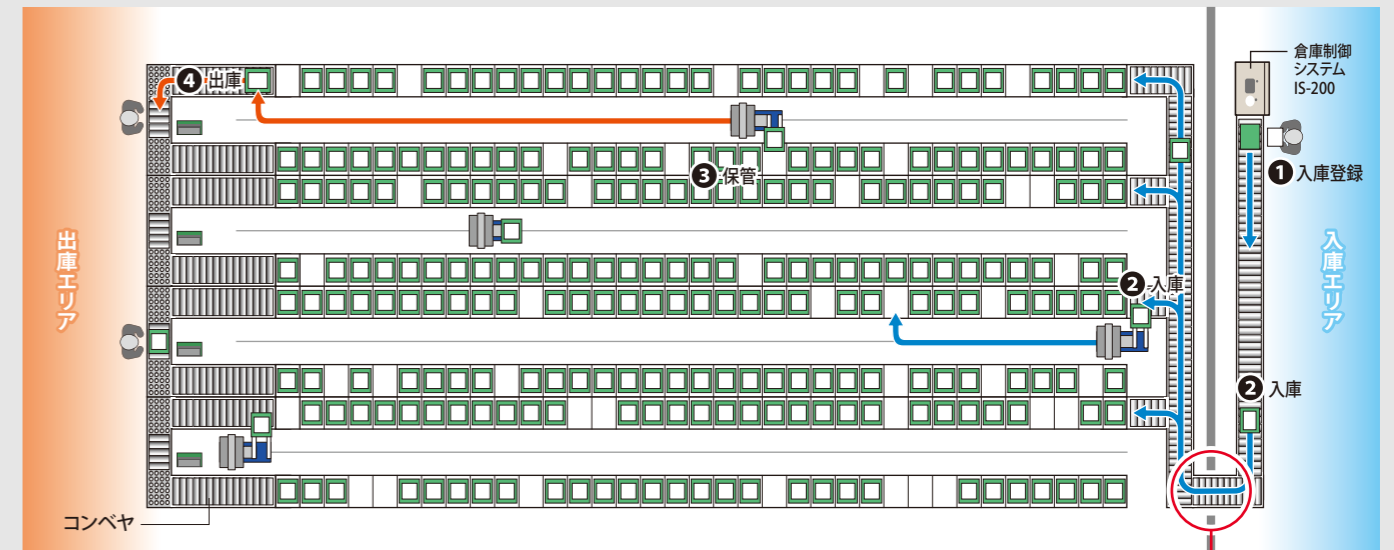 ❹ 出庫
倉庫制御
システム
IS-200
❶ 入庫登録
❸ 保管
出庫エリア
入庫エリア
❷ 入庫
❷ 入庫
コンベヤ